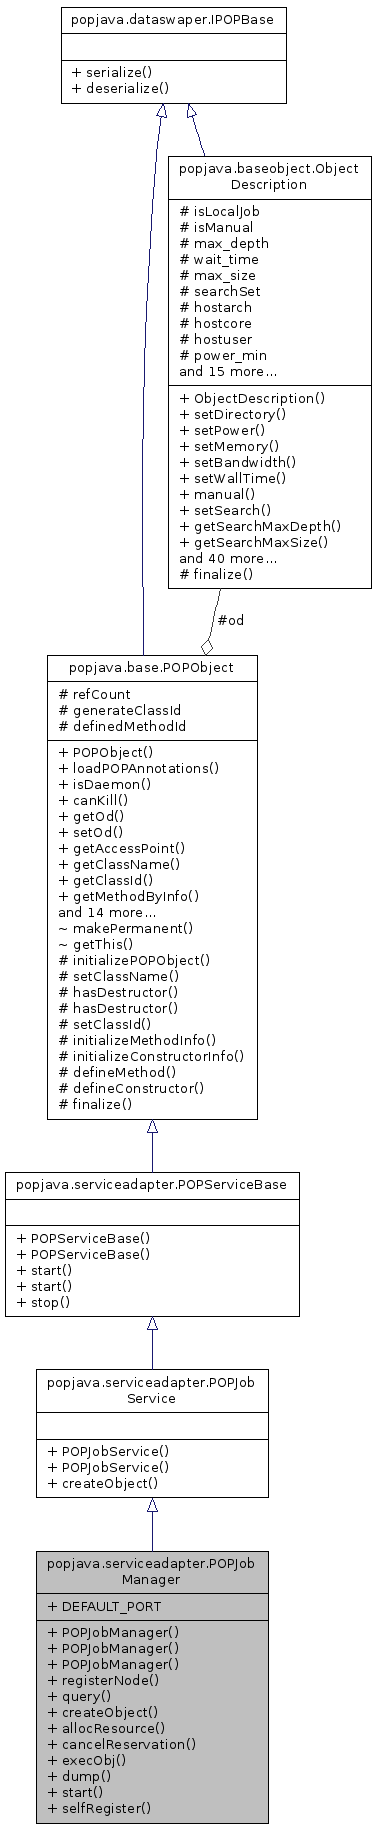 popjava.dataswaper.IPOPBase
+ serialize()
+ deserialize()
popjava.baseobject.Object
Description
# isLocalJob
# isManual
# max_depth
# wait_time
# max_size
# searchSet
# hostarch
# hostcore
# hostuser
# power_min
and 15 more...
+ ObjectDescription()
+ setDirectory()
+ setPower()
+ setMemory()
+ setBandwidth()
+ setWallTime()
+ manual()
+ setSearch()
+ getSearchMaxDepth()
+ getSearchMaxSize()
and 40 more...
# finalize()
#od
popjava.base.POPObject
# refCount
# generateClassId
# definedMethodId
+ POPObject()
+ loadPOPAnnotations()
+ isDaemon()
+ canKill()
+ getOd()
+ setOd()
+ getAccessPoint()
+ getClassName()
+ getClassId()
+ getMethodByInfo()
and 14 more...
~ makePermanent()
~ getThis()
# initializePOPObject()
# setClassName()
# hasDestructor()
# hasDestructor()
# setClassId()
# initializeMethodInfo()
# initializeConstructorInfo()
# defineMethod()
# defineConstructor()
# finalize()
popjava.serviceadapter.POPServiceBase
+ POPServiceBase()
+ POPServiceBase()
+ start()
+ start()
+ stop()
popjava.serviceadapter.POPJob
Service
+ POPJobService()
+ POPJobService()
+ createObject()
popjava.serviceadapter.POPJob
Manager
+ DEFAULT_PORT
+ POPJobManager()
+ POPJobManager()
+ POPJobManager()
+ registerNode()
+ query()
+ createObject()
+ allocResource()
+ cancelReservation()
+ execObj()
+ dump()
+ start()
+ selfRegister()